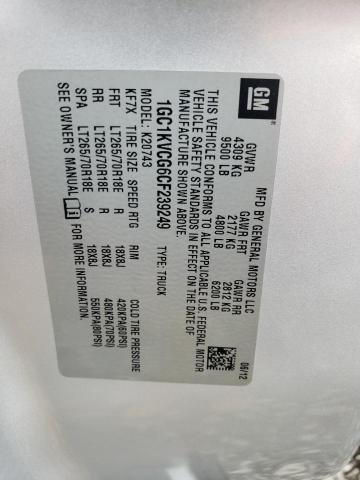 GM
MFD BY GENERAL MOTORS LLC
06/12
GVWR GAWR FRT GAWR RR
4309 KG 2177 KG 2812 KG
9500 LB 4800 LB 6200 LB
THIS VEHICLE CONFORMS TO ALL APPLICABLE U.S. FEDERAL MOTOR
VEHICLE SAFETY STANDARDS IN EFFECT ON THE DATE OF
MANUFACTURE SHOWN ABOVE.
1GC1KVCG6CF239249 TYPE: TRUCK
MODEL: K20743
KF7X TIRE SIZE SPEED RTG RIM COLD TIRE PRESSURE
FRT LT265/70R18E R 18X8J 420KPA(60PSI)
RR LT265/70R18E R 18X8J 480KPA(70PSI)
SPA LT265/70R18E S 18X8J 550KPA(80PSI)
SEE OWNER'S MANUAL FOR MORE INFORMATION.